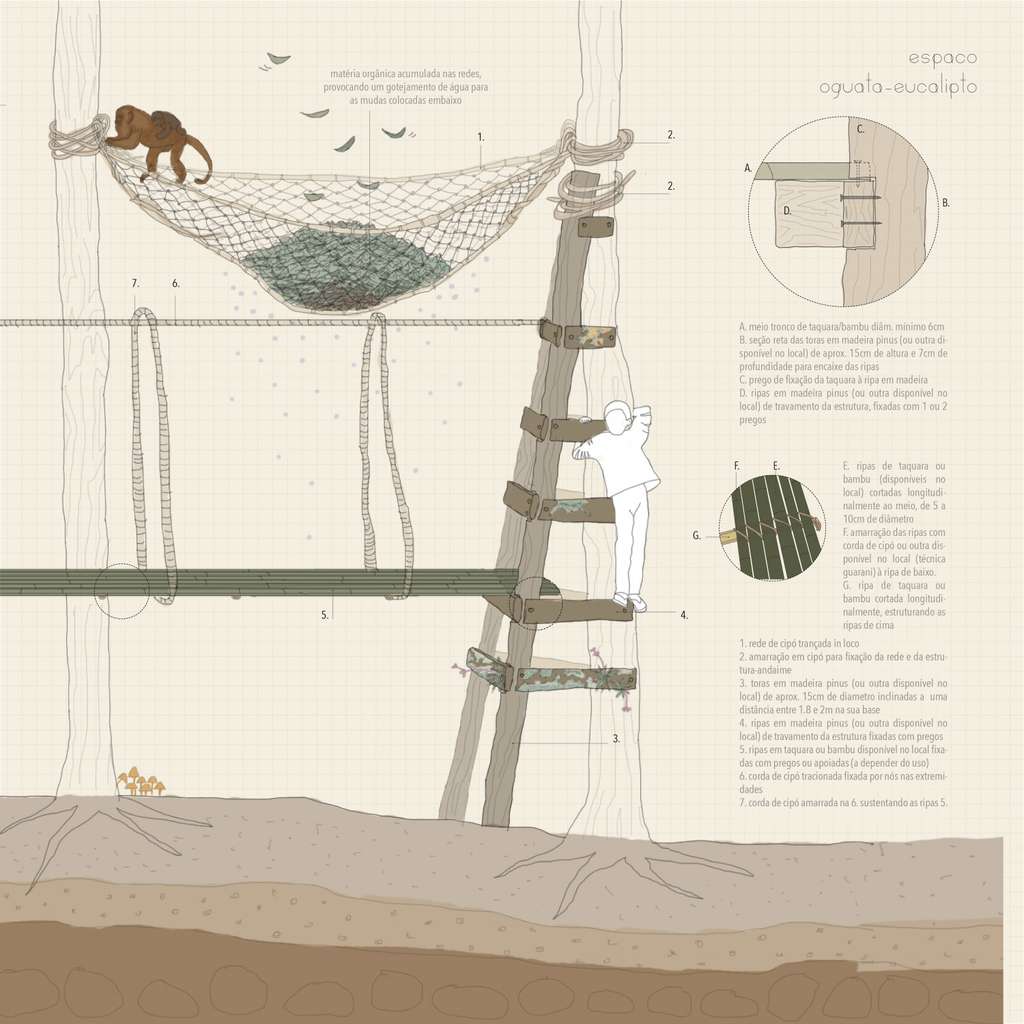 espaco
oguata-eucalipto
matéria orgânica acumulada nas redes,
provocando um gotejamento de água para
as mudas colocadas embaixo
1.
2.
2.
7.
6.
5.
4.
3.
C.
A.
D.
B.
A. meio tronco de taquara/bambu diâm. mínimo 6cm
B. seção reta das toras em madeira pinus (ou outra di-
sponível no local) de aprox. 15cm de altura e 7cm de
profundidade para encaixe das ripas
C. prego de fixação da taquara à ripa em madeira
D. ripas em madeira pinus (ou outra disponível no
local) de travamento da estrutura, fixadas com 1 ou 2
pregos
F.
E.
G.
E. ripas de taquara ou
bambu (disponíveis no
local) cortadas longitudi-
nalmente ao meio, de 5 a
10cm de diâmetro
F. amarração das ripas com
corda de cipó ou outra dis-
ponível no local (técnica
guarani) à ripa de baixo.
G. ripa de taquara ou
bambu cortada longitudi-
nalmente, estruturando as
ripas de cima
1. rede de cipó trançada in loco
2. amarração em cipó para fixação da rede e da estru-
tura-andaime
3. toras em madeira pinus (ou outra disponível no
local) de aprox. 15cm de diametro inclinadas a uma
distância entre 1.8 e 2m na sua base
4. ripas em madeira pinus (ou outra disponível no
local) de travamento da estrutura fixadas com pregos
5. ripas em taquara ou bambu disponível no local fixa-
das com pregos ou apoiadas (a depender do uso)
6. corda de cipó tracionada fixada por nós nas extremi-
dades
7. corda de cipó amarrada na 6. sustentando as ripas 5.